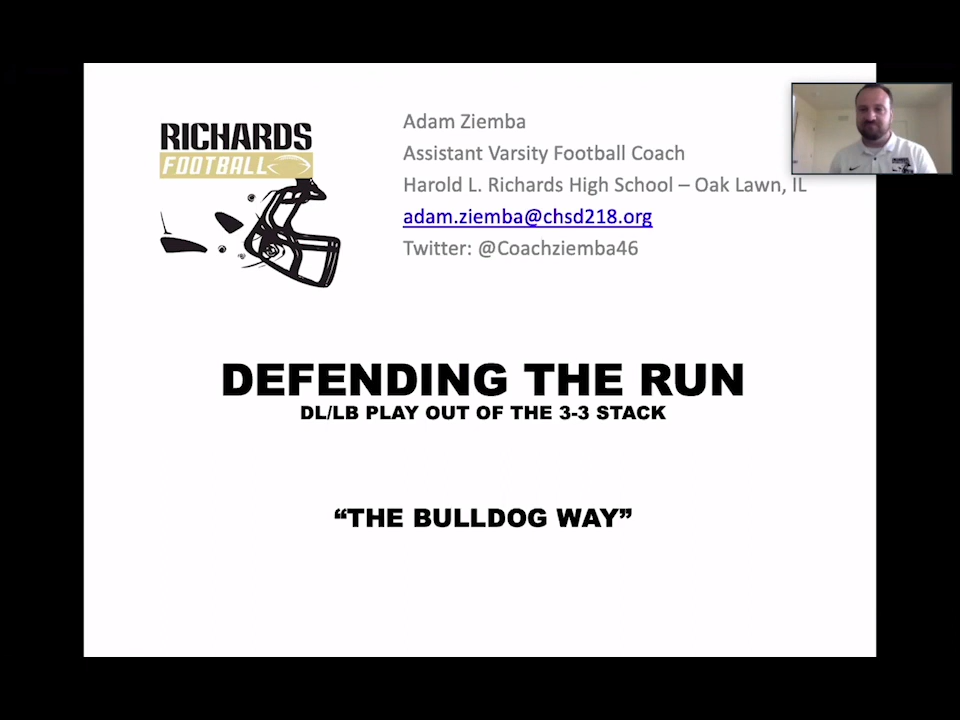 RICHARDS
FOOTBALL
Adam Ziemba
Assistant Varsity Football Coach
Harold L. Richards High School – Oak Lawn, IL
adam.ziemba@chsd218.org
Twitter: @Coachziemba46
DEFENDING THE RUN
DL/LB PLAY OUT OF THE 3-3 STACK
“THE BULLDOG WAY”